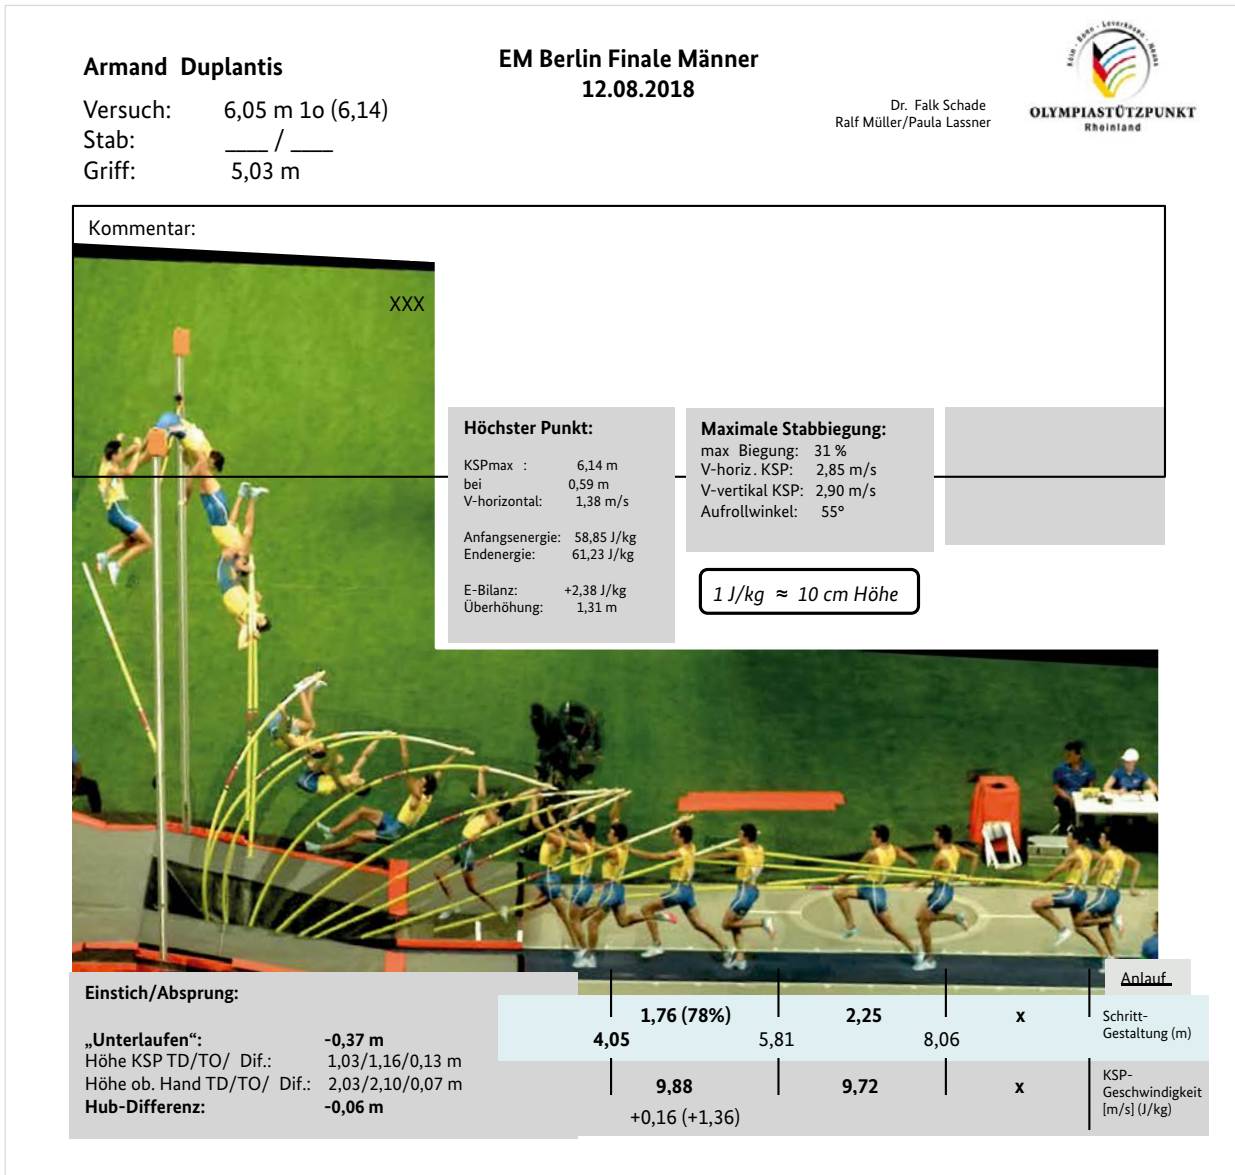 Armand Duplantis
Versuch: 6,05 m 1o (6,14)
Stab: ____ / ____
Griff: 5,03 m
EM Berlin Finale Männer
12.08.2018
Dr. Falk Schade
Ralf Müller/Paula Lassner
Köln - Bonn - Leverkusen - Neuss
OLYMPIASTÜTZPUNKT
Rheinland
Kommentar:
XXX
Höchster Punkt:
KSPmax : 6,14 m
bei 0,59 m
V-horizontal: 1,38 m/s
Anfangsenergie: 58,85 J/kg
Endenergie: 61,23 J/kg
E-Bilanz: +2,38 J/kg
Überhöhung: 1,31 m
Maximale Stabbiegung:
max Biegung: 31 %
V-horiz. KSP: 2,85 m/s
V-vertikal KSP: 2,90 m/s
Aufrollwinkel: 55°
1 J/kg ≈ 10 cm Höhe
Einstich/Absprung:
„Unterlaufen“: -0,37 m
Höhe KSP TD/TO/ Dif.: 1,03/1,16/0,13 m
Höhe ob. Hand TD/TO/ Dif.: 2,03/2,10/0,07 m
Hub-Differenz: -0,06 m
Anlauf
1,76 (78%) 2,25 x
Schritt-
Gestaltung (m)
4,05 5,81 8,06
9,88 9,72 x
KSP-
Geschwindigkeit
[m/s] (J/kg)
+0,16 (+1,36)